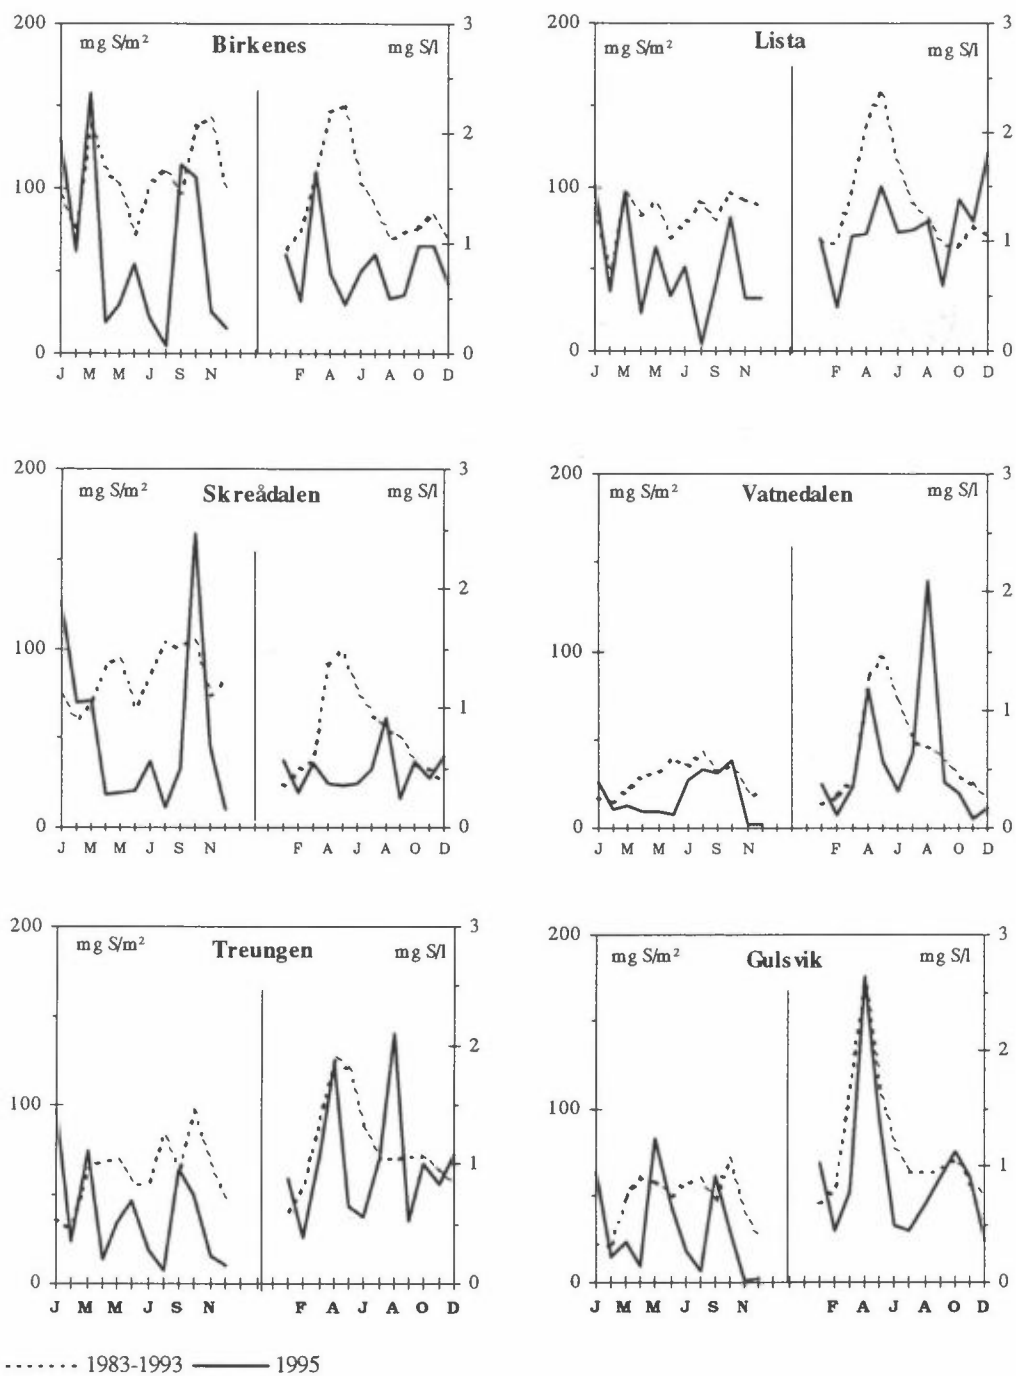 Birkenes
mg S/m²
mg S/l
200
100
0
3
2
1
0
J M M J S N
F A J A O D
Lista
mg S/m²
mg S/l
200
100
0
3
2
1
0
J M M J S N
F A J A O D
Skreådalen
mg S/m²
mg S/l
200
100
0
3
2
1
0
J M M J S N
F A J A O D
Vatnedalen
mg S/m²
mg S/l
200
100
0
3
2
1
0
J M M J S N
F A J A O D
Treungen
mg S/m²
mg S/l
200
100
0
3
2
1
0
J M M J S N
F A J A O D
Gulsvik
mg S/m²
mg S/l
200
100
0
3
2
1
0
J M M J S N
F A J A O D
1983-1993
1995